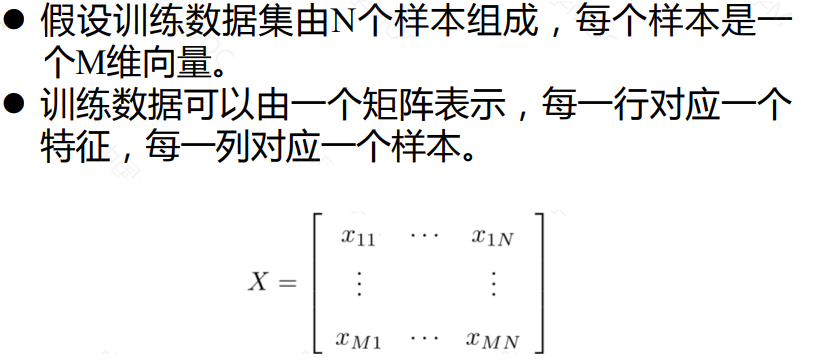 ● 假设训练数据集由N个样本组成，每个样本是一
个M维向量。
● 训练数据可以由一个矩阵表示，每一行对应一个
特征，每一列对应一个样本。
x₁₁ ⋯ x₁N
X = ⋮ ⋮
xM1 ⋯ xMN